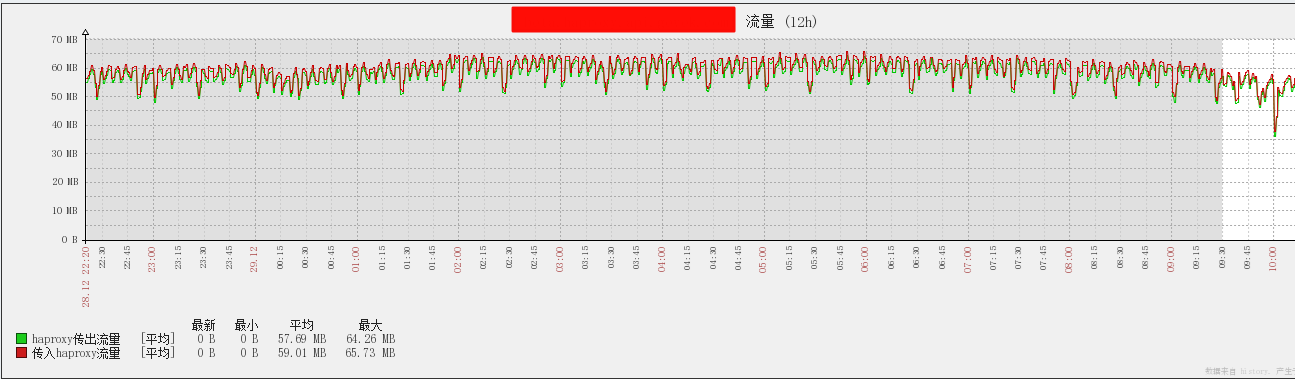 流量 (12h)
70 MB
60 MB
50 MB
40 MB
30 MB
20 MB
10 MB
0 B
28.12 22:20 22:30 22:45 23:00 23:15 23:30 23:45 29.12 00:15 00:30 00:45 01:00 01:15 01:30 01:45 02:00 02:15 02:30 02:45 03:00 03:15 03:30 03:45 04:00 04:15 04:30 04:45 05:00 05:15 05:30 05:45 06:00 06:15 06:30 06:45 07:00 07:15 07:30 07:45 08:00 08:15 08:30 08:45 09:00 09:15 09:30 09:45 10:00
最新 最小 平均 最大
haproxy传出流量 [平均] 0 B 0 B 57.69 MB 64.26 MB
传入haproxy流量 [平均] 0 B 0 B 59.01 MB 65.73 MB
数据来自 history. 产生于